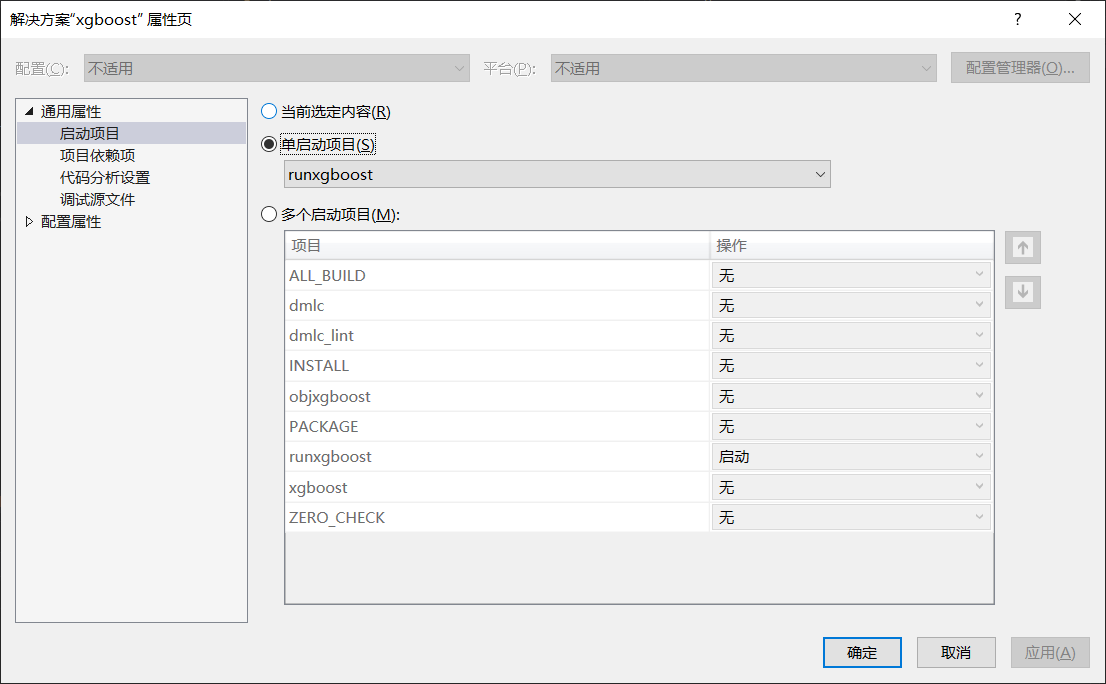 解决方案“xgboost” 属性页
?
配置(C): 不适用 平台(P): 不适用 配置管理器(O)...
通用属性
启动项目
项目依赖项
代码分析设置
调试源文件
配置属性
当前选定内容(R)
单启动项目(S)
runxgboost
多个启动项目(M):
项目 操作
ALL_BUILD 无
dmlc 无
dmlc_lint 无
INSTALL 无
objxgboost 无
PACKAGE 无
runxgboost 启动
xgboost 无
ZERO_CHECK 无
确定 取消 应用(A)